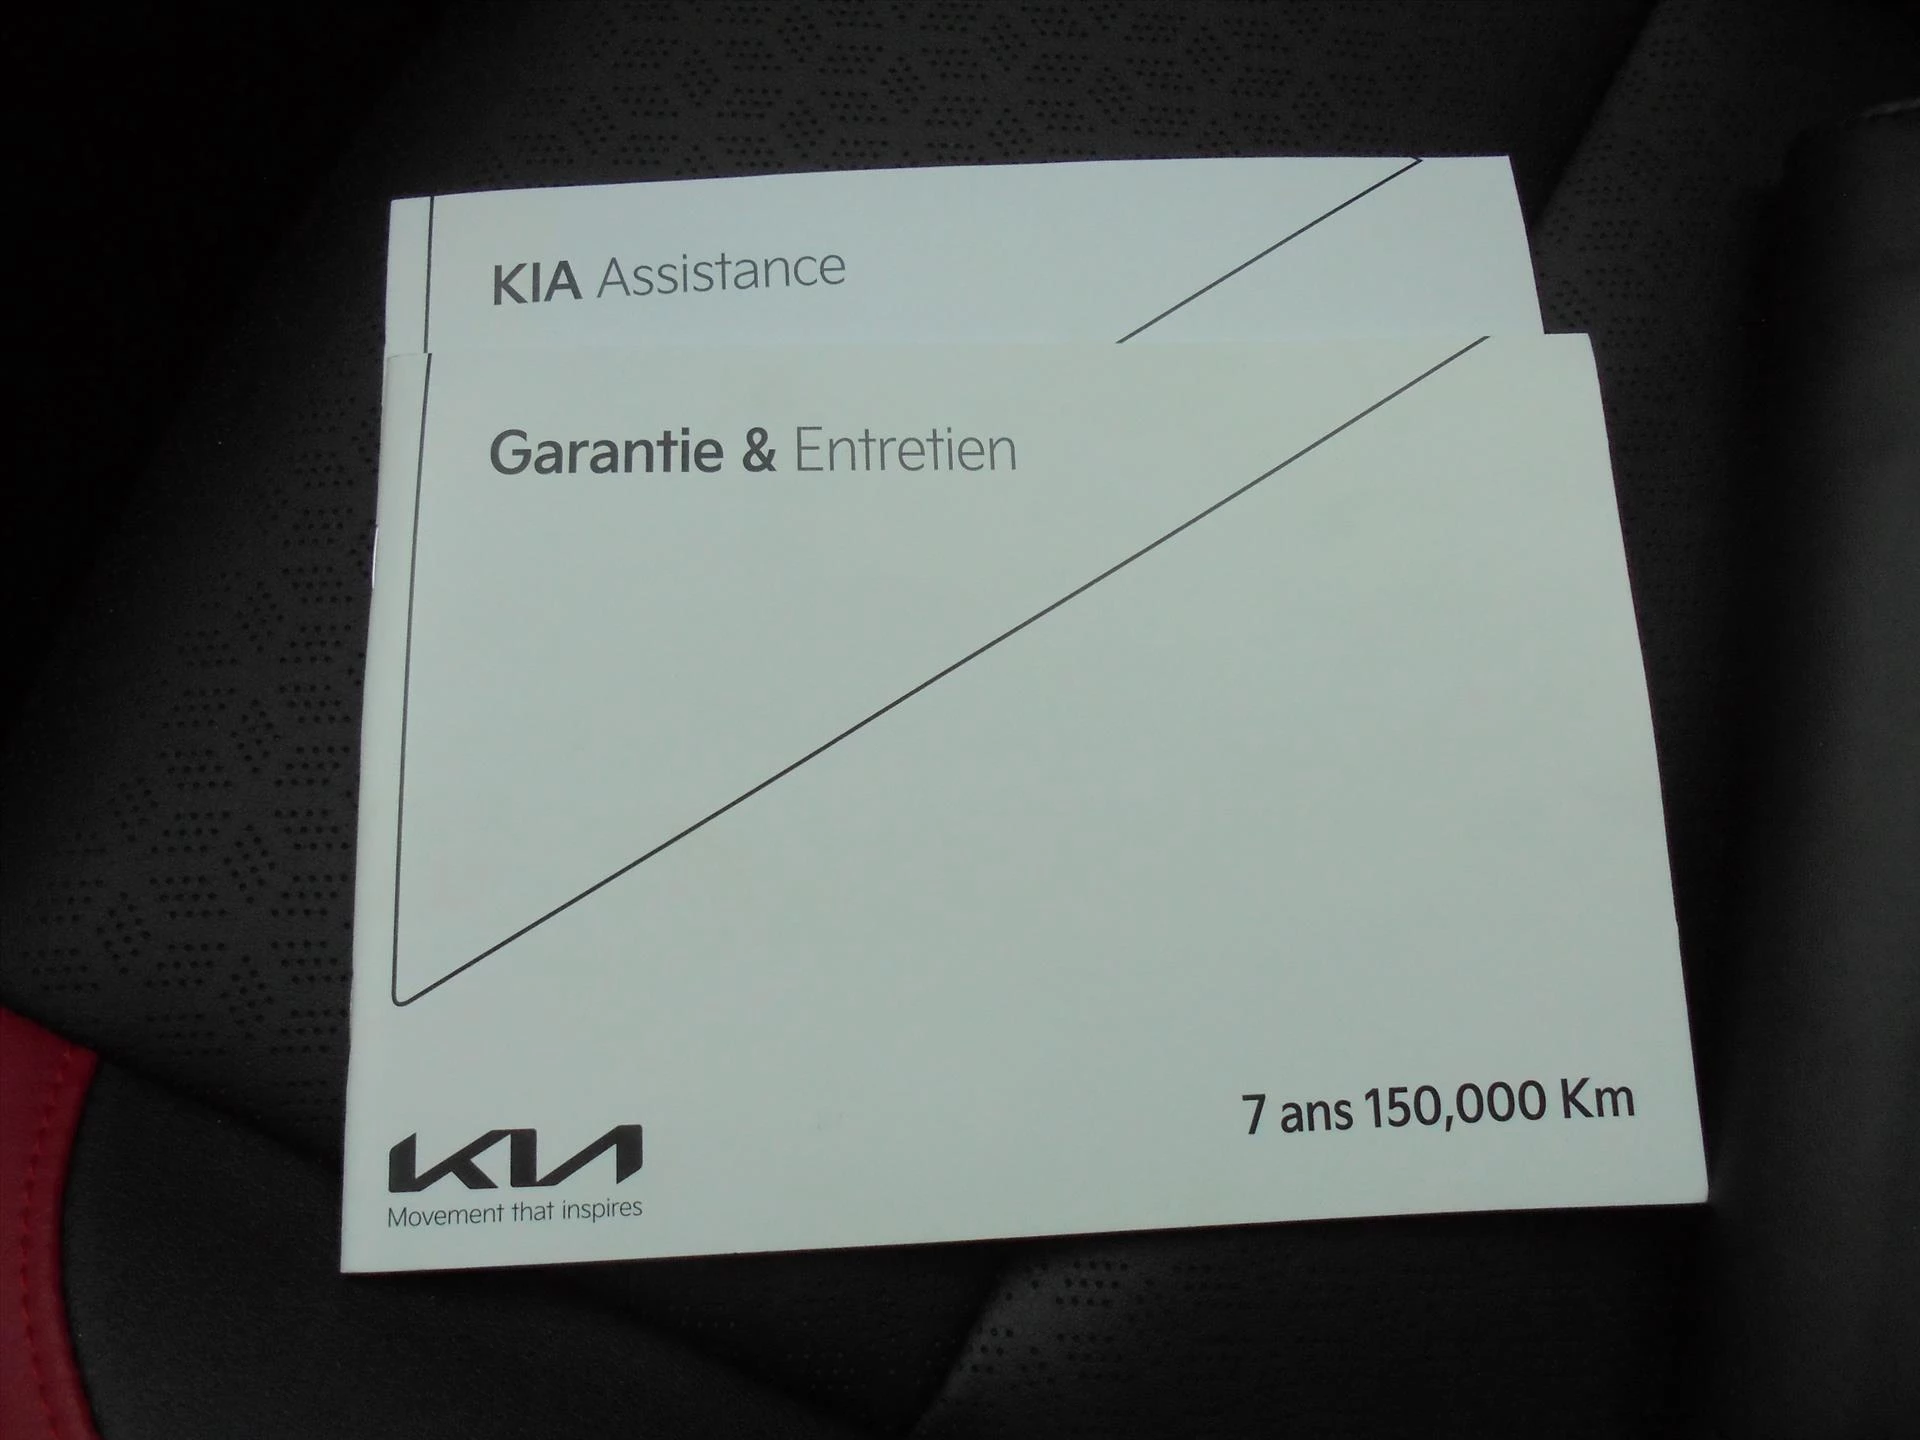 KIA Assistance
Garantie & Entretien
7 ans 150,000 Km
KIA
Movement that inspires